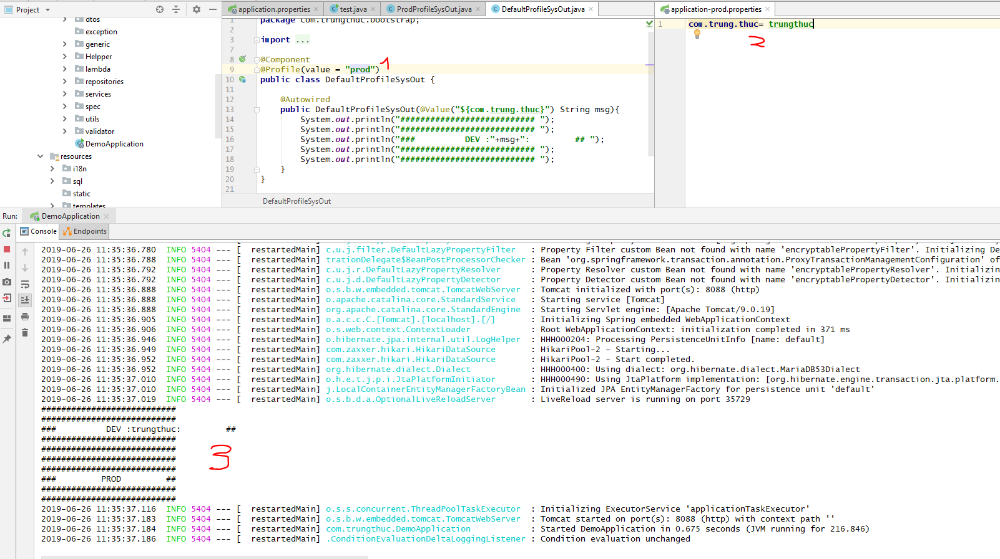 Project
dtos
exception
generic
Helpper
lambda
repositories
services
spec
utils
validator
DemoApplication
resources
i18n
sql
static
templates
application.properties
test.java
ProdProfileSysOut.java
DefaultProfileSysOut.java
1 package com.trungthuc.bootstrap;
2
3 import ...
7
8 @Component
9 @Profile(value = "prod")
1
10 public class DefaultProfileSysOut {
11
12 @Autowired
13 public DefaultProfileSysOut(@Value("${com.trung.thuc}") String msg){
14 System.out.println("########################### ");
15 System.out.println("########################### ");
16 System.out.println("###          DEV :"+msg+":         ## ");
17 System.out.println("########################### ");
18 System.out.println("########################### ");
19 }
20 }
21
DefaultProfileSysOut
application-prod.properties
1 com.trung.thuc= trungthuc
2
Run: DemoApplication
Console Endpoints
2019-06-26 11:35:36.780 INFO 5404 --- [ restartedMain] c.u.j.filter.DefaultLazyPropertyFilter : Property Filter custom Bean not found with name 'encryptablePropertyFilter'. Initializing De
2019-06-26 11:35:36.788 INFO 5404 --- [ restartedMain] trationDelegate$BeanPostProcessorChecker : Bean 'org.springframework.transaction.annotation.ProxyTransactionManagementConfiguration' of
2019-06-26 11:35:36.792 INFO 5404 --- [ restartedMain] c.u.j.r.DefaultLazyPropertyResolver : Property Resolver custom Bean not found with name 'encryptablePropertyResolver'. Initializin
2019-06-26 11:35:36.792 INFO 5404 --- [ restartedMain] c.u.j.d.DefaultLazyPropertyDetector : Property Detector custom Bean not found with name 'encryptablePropertyDetector'. Initializin
2019-06-26 11:35:36.888 INFO 5404 --- [ restartedMain] o.s.b.w.embedded.tomcat.TomcatWebServer : Tomcat initialized with port(s): 8088 (http)
2019-06-26 11:35:36.888 INFO 5404 --- [ restartedMain] o.apache.catalina.core.StandardService : Starting service [Tomcat]
2019-06-26 11:35:36.888 INFO 5404 --- [ restartedMain] org.apache.catalina.core.StandardEngine : Starting Servlet engine: [Apache Tomcat/9.0.19]
2019-06-26 11:35:36.905 INFO 5404 --- [ restartedMain] o.a.c.c.C.[Tomcat].[localhost].[/] : Initializing Spring embedded WebApplicationContext
2019-06-26 11:35:36.906 INFO 5404 --- [ restartedMain] o.s.web.context.ContextLoader : Root WebApplicationContext: initialization completed in 371 ms
2019-06-26 11:35:36.946 INFO 5404 --- [ restartedMain] o.hibernate.jpa.internal.util.LogHelper : HHH000204: Processing PersistenceUnitInfo [name: default]
2019-06-26 11:35:36.949 INFO 5404 --- [ restartedMain] com.zaxxer.hikari.HikariDataSource : HikariPool-2 - Starting...
2019-06-26 11:35:36.952 INFO 5404 --- [ restartedMain] com.zaxxer.hikari.HikariDataSource : HikariPool-2 - Start completed.
2019-06-26 11:35:36.952 INFO 5404 --- [ restartedMain] org.hibernate.dialect.Dialect : HHH000400: Using dialect: org.hibernate.dialect.MariaDB53Dialect
2019-06-26 11:35:37.010 INFO 5404 --- [ restartedMain] o.h.e.t.j.p.i.JtaPlatformInitiator : HHH000490: Using JtaPlatform implementation: [org.hibernate.engine.transaction.jta.platform.
2019-06-26 11:35:37.010 INFO 5404 --- [ restartedMain] j.LocalContainerEntityManagerFactoryBean : Initialized JPA EntityManagerFactory for persistence unit 'default'
2019-06-26 11:35:37.019 INFO 5404 --- [ restartedMain] o.s.b.d.a.OptionalLiveReloadServer : LiveReload server is running on port 35729
###########################
###########################
###          DEV :trungthuc:         ##
###########################
###########################
3
###########################
###########################
###         PROD         ##
###########################
###########################
2019-06-26 11:35:37.116 INFO 5404 --- [ restartedMain] o.s.s.concurrent.ThreadPoolTaskExecutor : Initializing ExecutorService 'applicationTaskExecutor'
2019-06-26 11:35:37.183 INFO 5404 --- [ restartedMain] o.s.b.w.embedded.tomcat.TomcatWebServer : Tomcat started on port(s): 8088 (http) with context path ''
2019-06-26 11:35:37.184 INFO 5404 --- [ restartedMain] com.trungthuc.DemoApplication : Started DemoApplication in 0.675 seconds (JVM running for 216.846)
2019-06-26 11:35:37.186 INFO 5404 --- [ restartedMain] .ConditionEvaluationDeltaLoggingListener : Condition evaluation unchanged